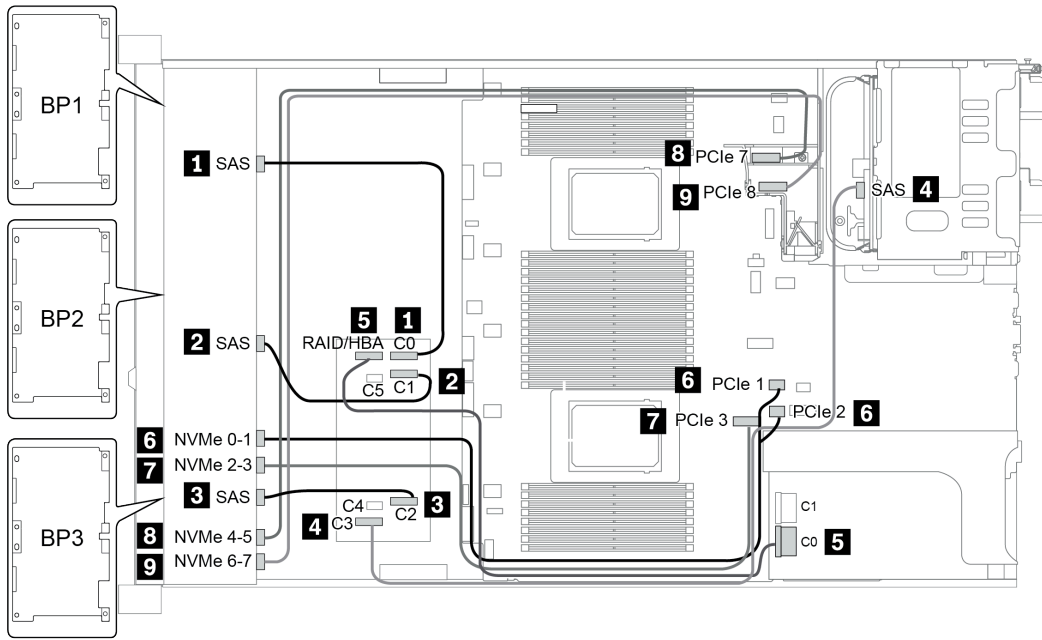 BP1
1 SAS
8 PCIe 7
9 PCIe 8
SAS 4
BP2
2 SAS
5 1
RAID/HBA C0
C5 C1 2
6 PCIe 1
7 PCIe 3
PCIe 2 6
6 NVMe 0-1
7 NVMe 2-3
3 SAS
C4
C2 3
4 C3
8 NVMe 4-5
9 NVMe 6-7
BP3
C1
C0 5